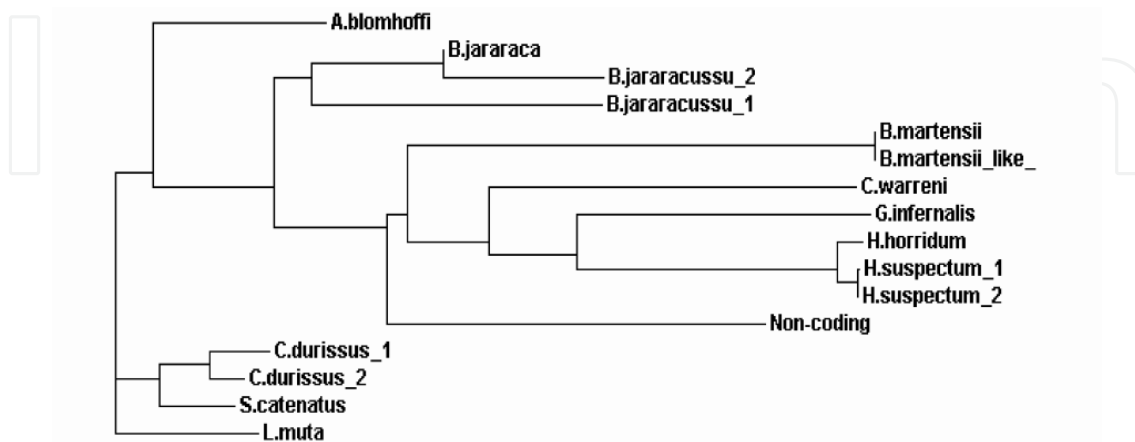 A.blomhoffi
B.jararaca
B.jararacussu_2
B.jararacussu_1
B.martensii
B.martensii_like_
C.warreni
G.infernalis
H.horridum
H.suspectum_1
H.suspectum_2
Non-coding
C.durissus_1
C.durissus_2
S.catenatus
L.muta